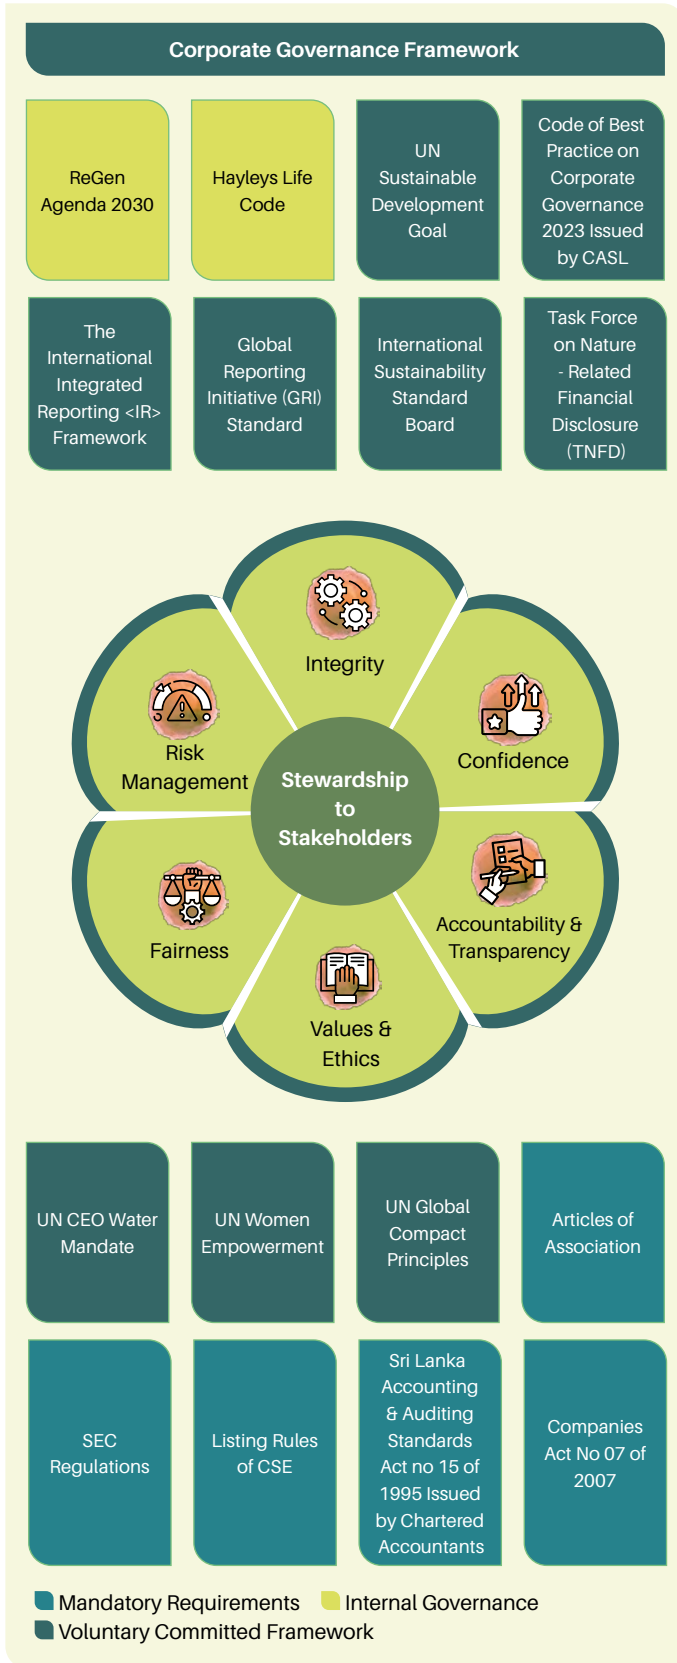 Corporate Governance Framework
ReGen
Agenda 2030
Hayleys Life
Code
UN
Sustainable
Development
Goal
Code of Best
Practice on
Corporate
Governance
2023 Issued
by CASL
The
International
Integrated
Reporting <IR>
Framework
Global
Reporting
Initiative (GRI)
Standard
International
Sustainability
Standard
Board
Task Force
on Nature
- Related
Financial
Disclosure
(TNFD)
Integrity
Risk
Management
Confidence
Stewardship
to
Stakeholders
Fairness
Accountability &
Transparency
Values &
Ethics
UN CEO Water
Mandate
UN Women
Empowerment
UN Global
Compact
Principles
Articles of
Association
SEC
Regulations
Listing Rules
of CSE
Sri Lanka
Accounting
& Auditing
Standards
Act no 15 of
1995 Issued
by Chartered
Accountants
Companies
Act No 07 of
2007
Mandatory Requirements
Internal Governance
Voluntary Committed Framework